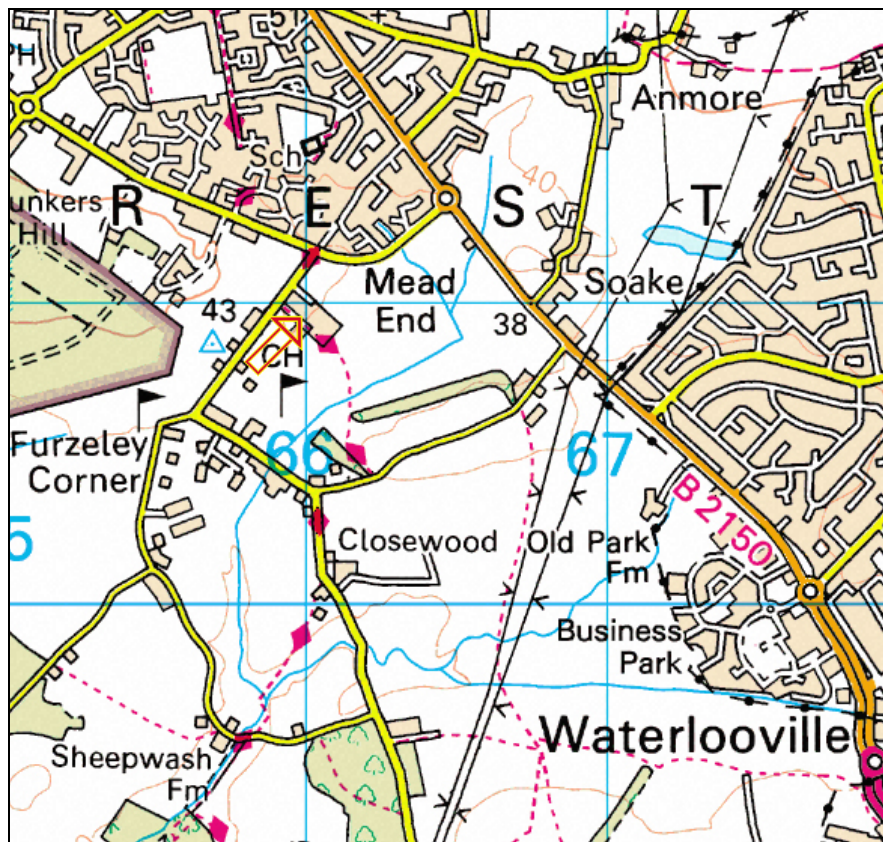 51
PH
Anmore
Sch
40
unkers
Hill
R
E
S
T
Mead
End
Soake
43
38
CH
Furzeley
Corner
66
67
B 2150
5
Closewood
Old Park
Fm
Business
Park
Waterlooville
Sheepwash
Fm